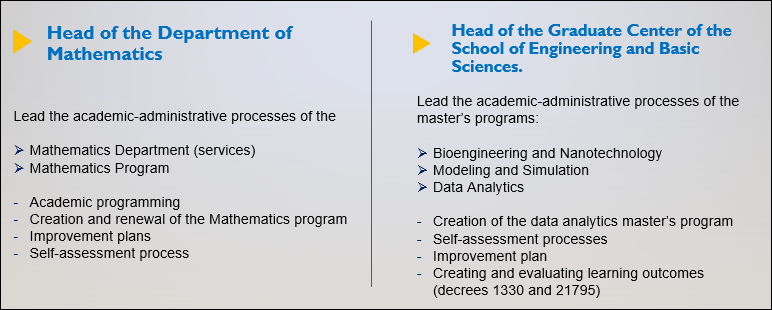 Head of the Department of
Mathematics
Lead the academic-administrative processes of the
➢ Mathematics Department (services)
➢ Mathematics Program
- Academic programming
- Creation and renewal of the Mathematics program
- Improvement plans
- Self-assessment process
Head of the Graduate Center of the
School of Engineering and Basic
Sciences.
Lead the academic-administrative processes of the
master's programs:
➢ Bioengineering and Nanotechnology
➢ Modeling and Simulation
➢ Data Analytics
- Creation of the data analytics master's program
- Self-assessment processes
- Improvement plan
- Creating and evaluating learning outcomes
(decrees 1330 and 21795)